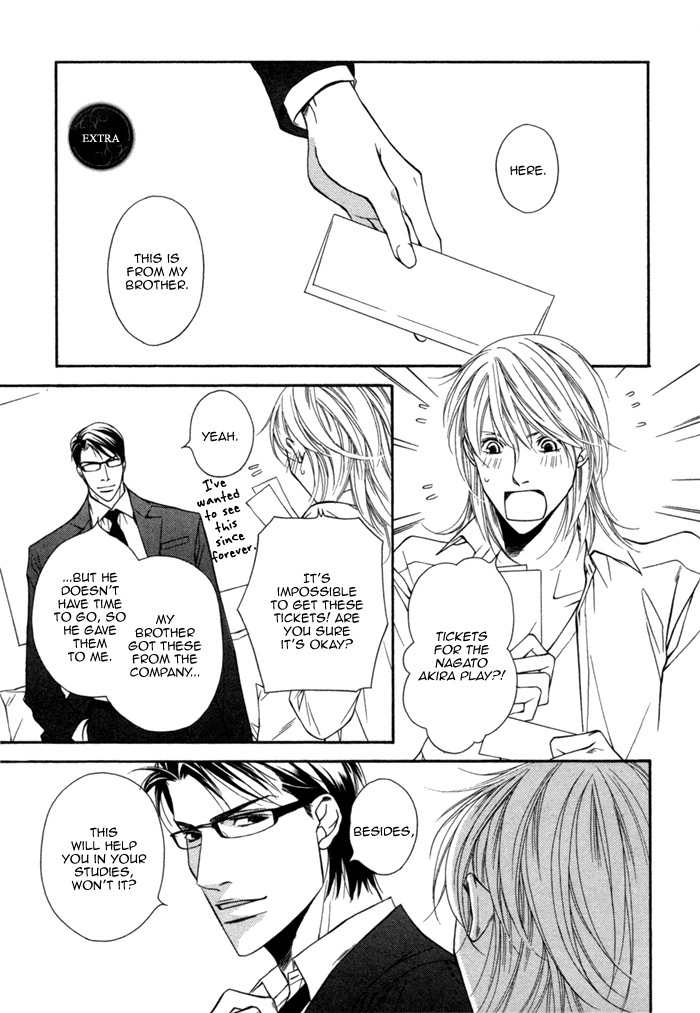 EXTRA
HERE.
THIS IS
FROM MY
BROTHER.
TICKETS
FOR THE
NAGATO
AKIRA PLAY?!
YEAH.
I've
wanted
to see
this
since
forever.
IT'S
IMPOSSIBLE
TO GET THESE
TICKETS! ARE
YOU SURE
IT'S OKAY?
MY
BROTHER
GOT THESE
FROM THE
COMPANY...
...BUT HE
DOESN'T
HAVE TIME
TO GO, SO
HE GAVE
THEM
TO ME.
BESIDES,
THIS
WILL HELP
YOU IN YOUR
STUDIES,
WON'T IT?